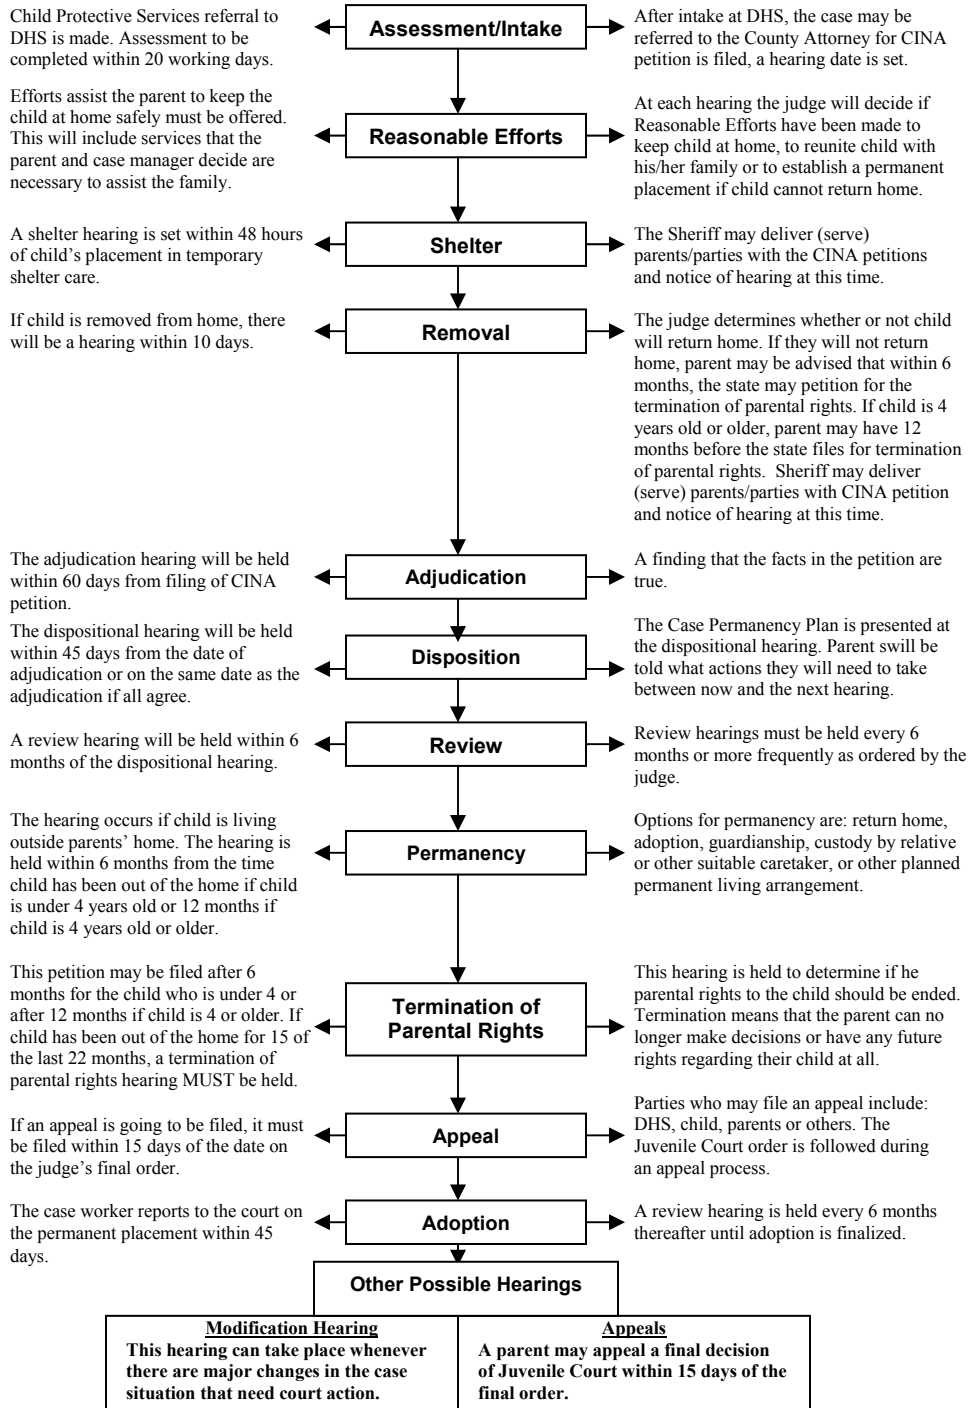 Child Protective Services referral to
DHS is made. Assessment to be
completed within 20 working days.
Assessment/Intake
After intake at DHS, the case may be
referred to the County Attorney for CINA
petition is filed, a hearing date is set.
Efforts assist the parent to keep the
child at home safely must be offered.
This will include services that the
parent and case manager decide are
necessary to assist the family.
Reasonable Efforts
At each hearing the judge will decide if
Reasonable Efforts have been made to
keep child at home, to reunite child with
his/her family or to establish a permanent
placement if child cannot return home.
A shelter hearing is set within 48 hours
of child's placement in temporary
shelter care.
Shelter
The Sheriff may deliver (serve)
parents/parties with the CINA petitions
and notice of hearing at this time.
If child is removed from home, there
will be a hearing within 10 days.
Removal
The judge determines whether or not child
will return home. If they will not return
home, parent may be advised that within 6
months, the state may petition for the
termination of parental rights. If child is 4
years old or older, parent may have 12
months before the state files for termination
of parental rights.  Sheriff may deliver
(serve) parents/parties with CINA petition
and notice of hearing at this time.
The adjudication hearing will be held
within 60 days from filing of CINA
petition.
Adjudication
A finding that the facts in the petition are
true.
The dispositional hearing will be held
within 45 days from the date of
adjudication or on the same date as the
adjudication if all agree.
Disposition
The Case Permanency Plan is presented at
the dispositional hearing. Parent swill be
told what actions they will need to take
between now and the next hearing.
A review hearing will be held within 6
months of the dispositional hearing.
Review
Review hearings must be held every 6
months or more frequently as ordered by the
judge.
The hearing occurs if child is living
outside parents' home. The hearing is
held within 6 months from the time
child has been out of the home if child
is under 4 years old or 12 months if
child is 4 years old or older.
Permanency
Options for permanency are: return home,
adoption, guardianship, custody by relative
or other suitable caretaker, or other planned
permanent living arrangement.
This petition may be filed after 6
months for the child who is under 4 or
after 12 months if child is 4 or older. If
child has been out of the home for 15 of
the last 22 months, a termination of
parental rights hearing MUST be held.
Termination of
Parental Rights
This hearing is held to determine if he
parental rights to the child should be ended.
Termination means that the parent can no
longer make decisions or have any future
rights regarding their child at all.
If an appeal is going to be filed, it must
be filed within 15 days of the date on
the judge's final order.
Appeal
Parties who may file an appeal include:
DHS, child, parents or others. The
Juvenile Court order is followed during
an appeal process.
The case worker reports to the court on
the permanent placement within 45
days.
Adoption
A review hearing is held every 6 months
thereafter until adoption is finalized.
Other Possible Hearings
Modification Hearing
This hearing can take place whenever
there are major changes in the case
situation that need court action.
Appeals
A parent may appeal a final decision
of Juvenile Court within 15 days of the
final order.